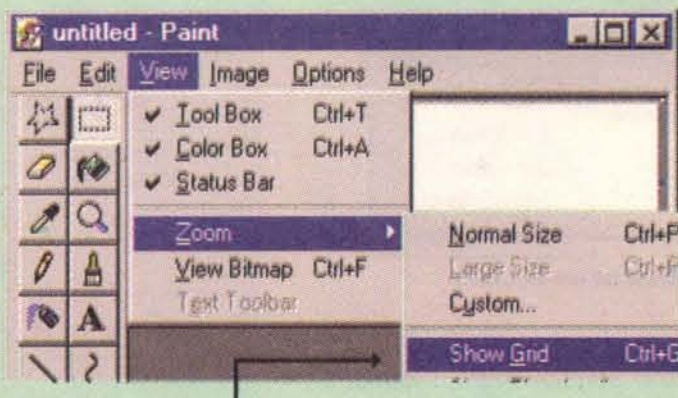 untitled - Paint
File Edit View Image Options Help
Tool Box Ctrl+T
Color Box Ctrl+A
Status Bar
Zoom
View Bitmap Ctrl+F
Text Toolbar
Normal Size Ctrl+P
Large Size
Custom...
Show Grid Ctrl+G
A